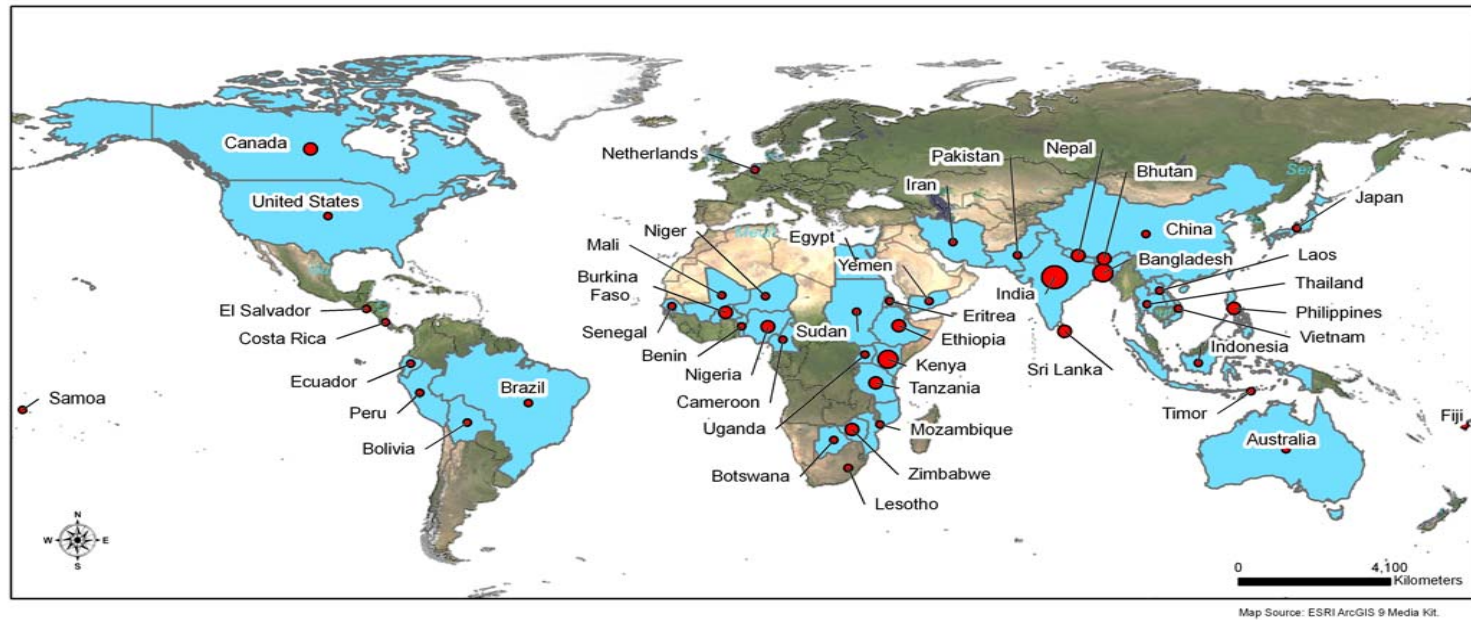 Canada
United States
El Salvador
Costa Rica
Ecuador
Peru
Bolivia
Brazil
Samoa
Netherlands
Niger
Mali
Burkina
Faso
Senegal
Benin
Nigeria
Cameroon
Uganda
Botswana
Egypt
Yemen
Sudan
Eritrea
Ethiopia
Kenya
Tanzania
Mozambique
Zimbabwe
Lesotho
Iran
Pakistan
Nepal
Bhutan
China
Japan
Bangladesh
India
Laos
Thailand
Philippines
Vietnam
Indonesia
Sri Lanka
Timor
Fiji
Australia
N
W
E
S
0
4,100
Kilometers
Map Source: ESRI ArcGIS 9 Media Kit.